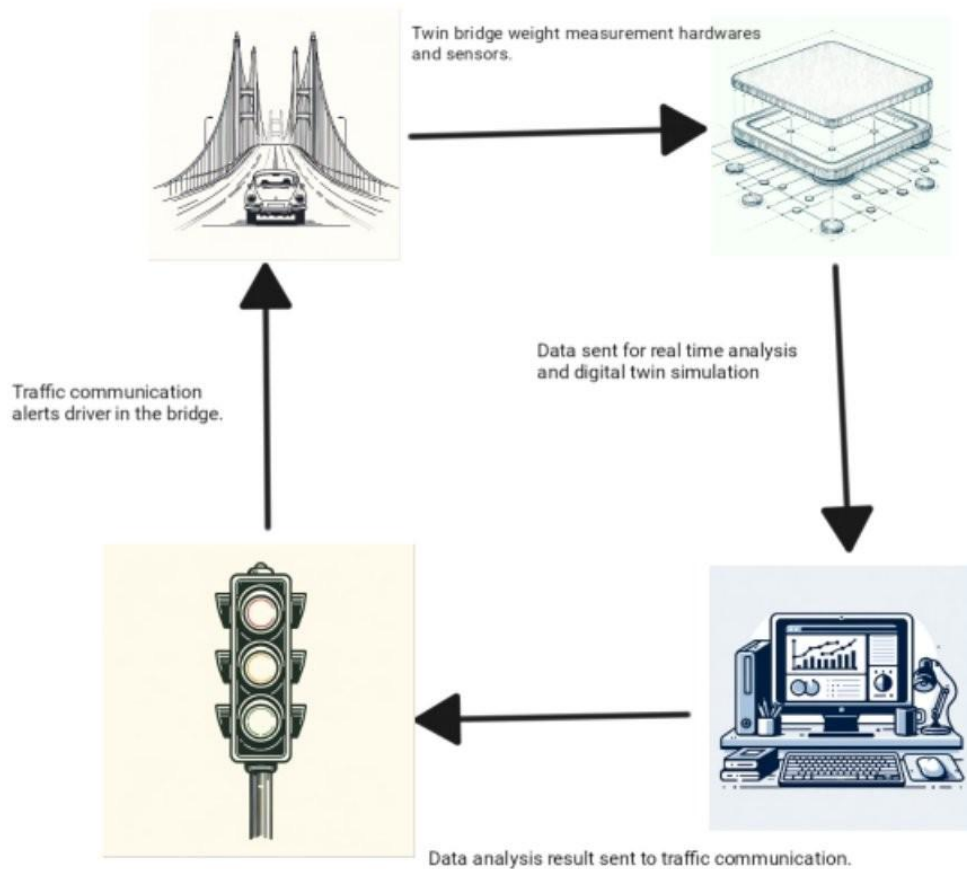 Twin bridge weight measurement hardwares
and sensors.
Data sent for real time analysis
and digital twin simulation
Traffic communication
alerts driver in the bridge.
Data analysis result sent to traffic communication.